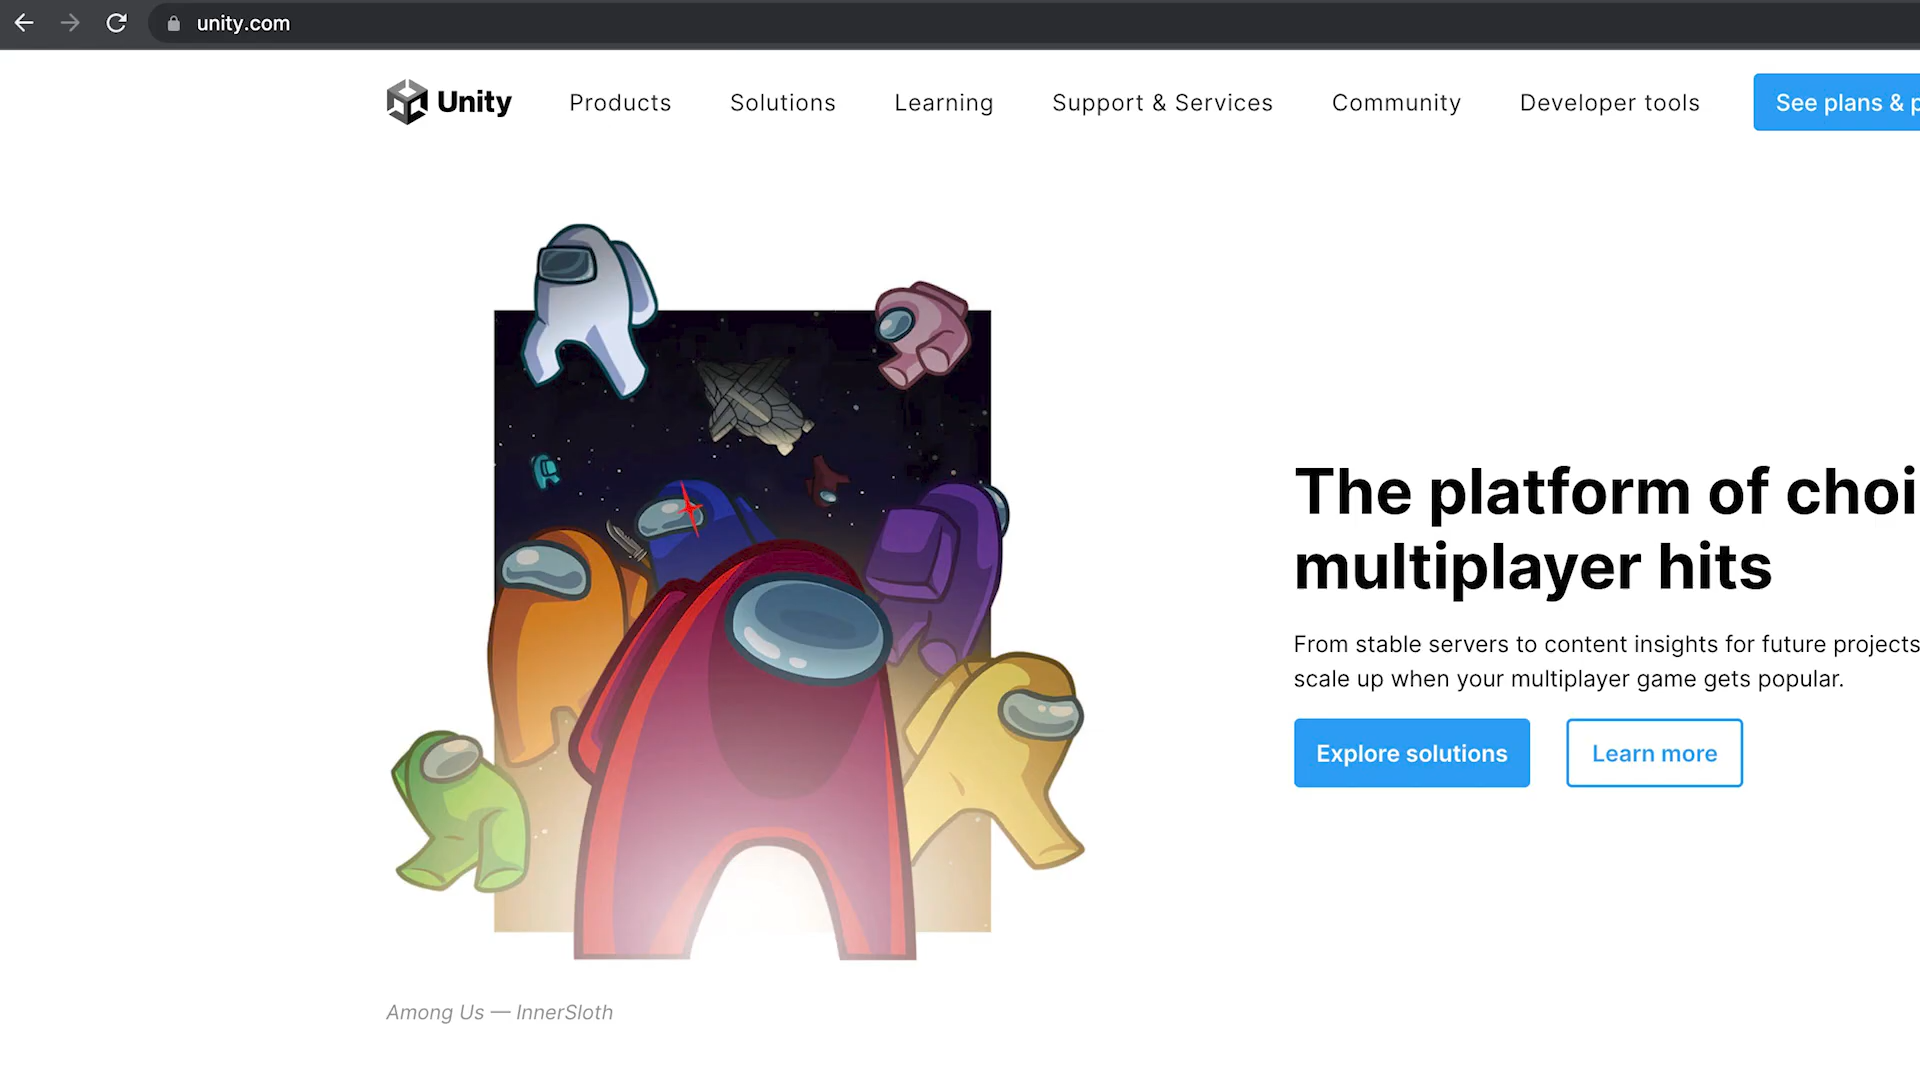 unity.com
Unity Products Solutions Learning Support & Services Community Developer tools See plans & p
The platform of choi
multiplayer hits
From stable servers to content insights for future projects
scale up when your multiplayer game gets popular.
Explore solutions Learn more
Among Us — InnerSloth